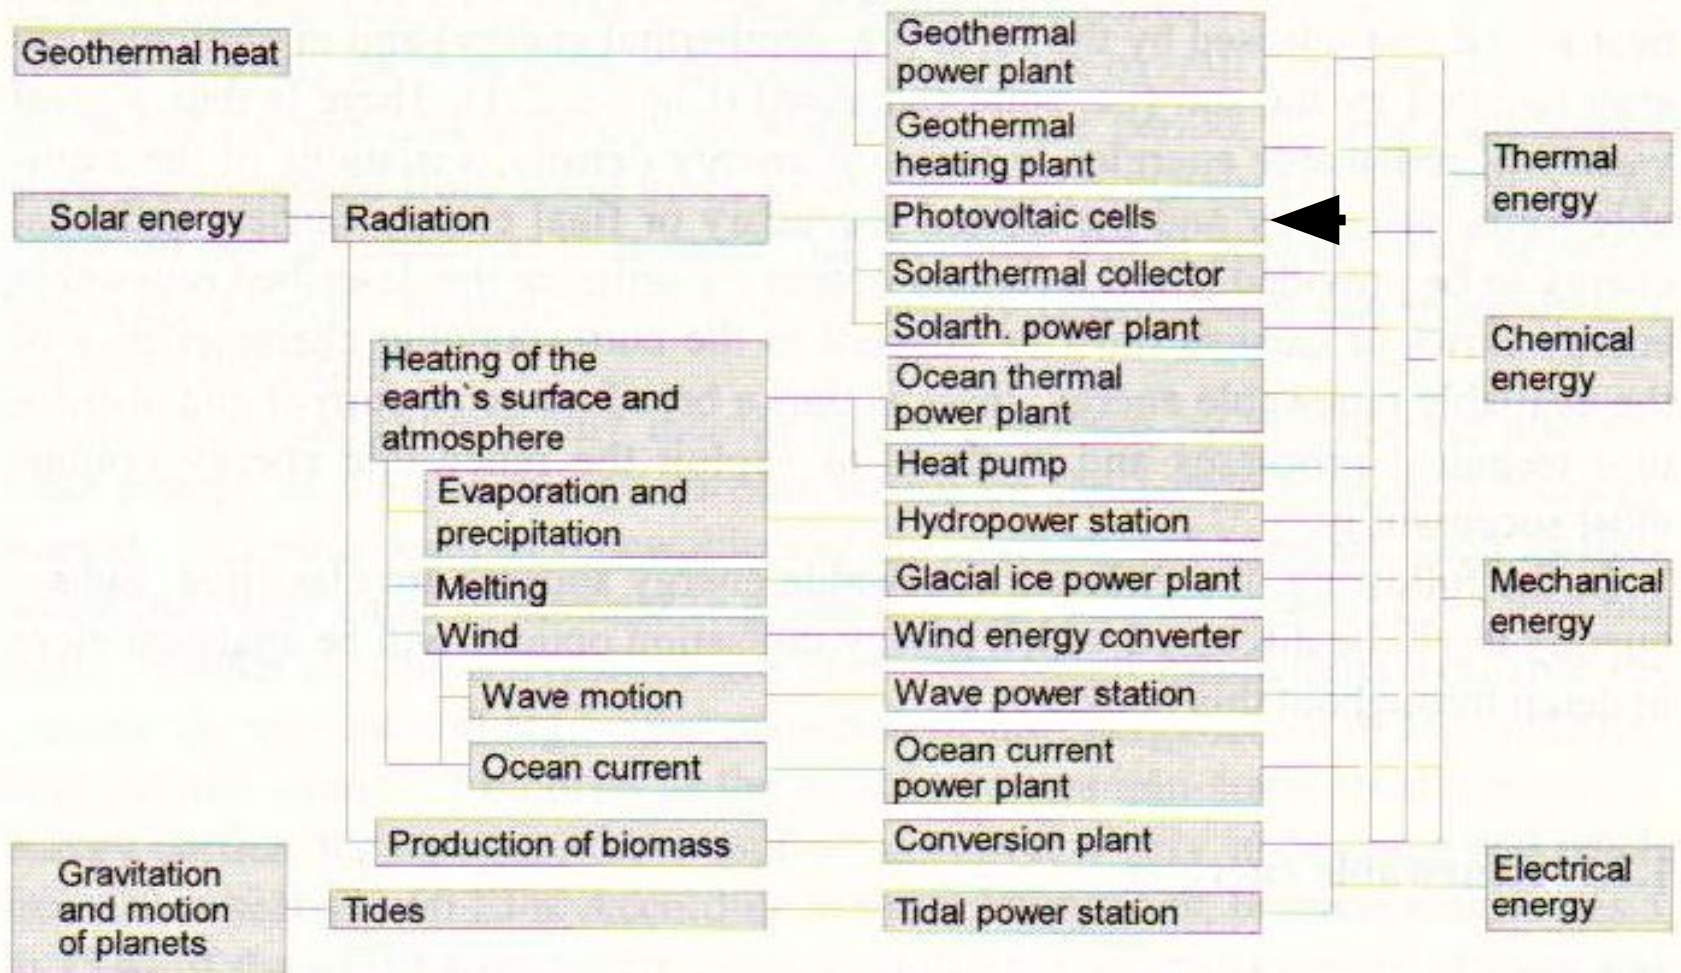 Geothermal heat
Geothermal
power plant
Geothermal
heating plant
Thermal
energy
Solar energy
Radiation
Photovoltaic cells
Solarthermal collector
Solarth. power plant
Chemical
energy
Heating of the
earth`s surface and
atmosphere
Ocean thermal
power plant
Heat pump
Evaporation and
precipitation
Hydropower station
Melting
Glacial ice power plant
Mechanical
energy
Wind
Wind energy converter
Wave motion
Wave power station
Ocean current
Ocean current
power plant
Production of biomass
Conversion plant
Gravitation
and motion
of planets
Tides
Tidal power station
Electrical
energy